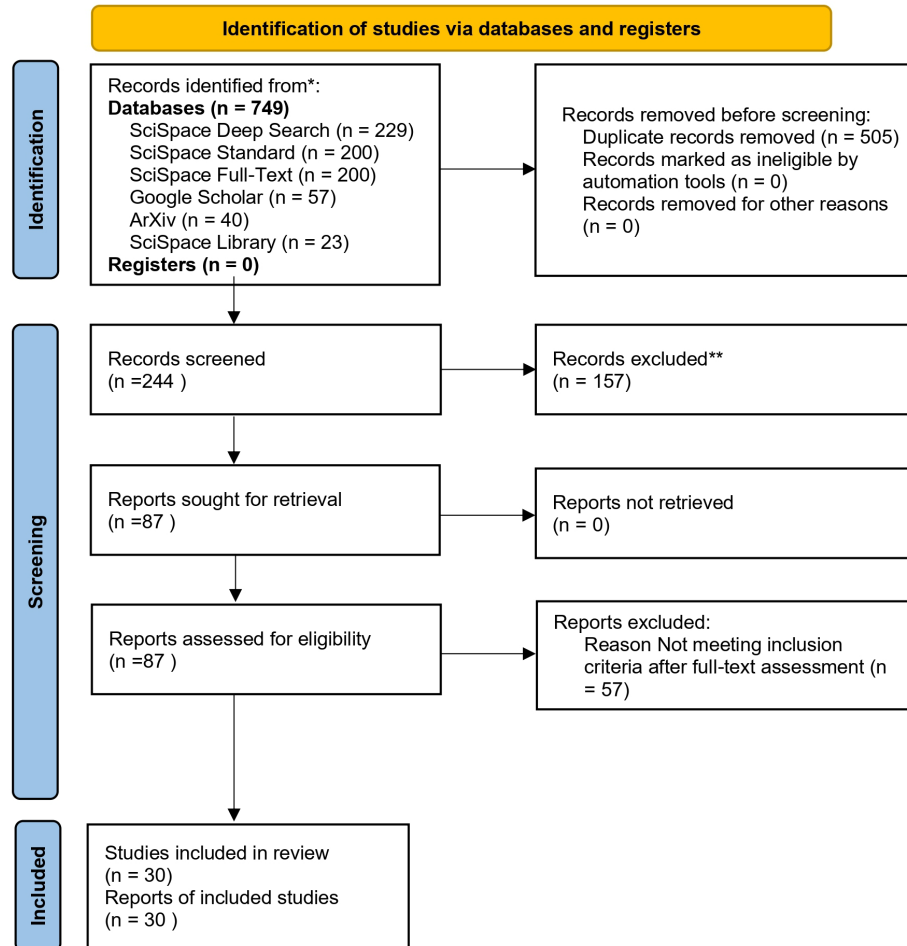 Identification of studies via databases and registers
Identification
Records identified from*:
Databases (n = 749)
SciSpace Deep Search (n = 229)
SciSpace Standard (n = 200)
SciSpace Full-Text (n = 200)
Google Scholar (n = 57)
ArXiv (n = 40)
SciSpace Library (n = 23)
Registers (n = 0)
Records removed before screening:
Duplicate records removed (n = 505)
Records marked as ineligible by
automation tools (n = 0)
Records removed for other reasons
(n = 0)
Screening
Records screened
(n =244 )
Records excluded**
(n = 157)
Reports sought for retrieval
(n =87 )
Reports not retrieved
(n = 0)
Reports assessed for eligibility
(n =87 )
Reports excluded:
Reason Not meeting inclusion
criteria after full-text assessment (n
= 57)
Included
Studies included in review
(n = 30)
Reports of included studies
(n = 30 )